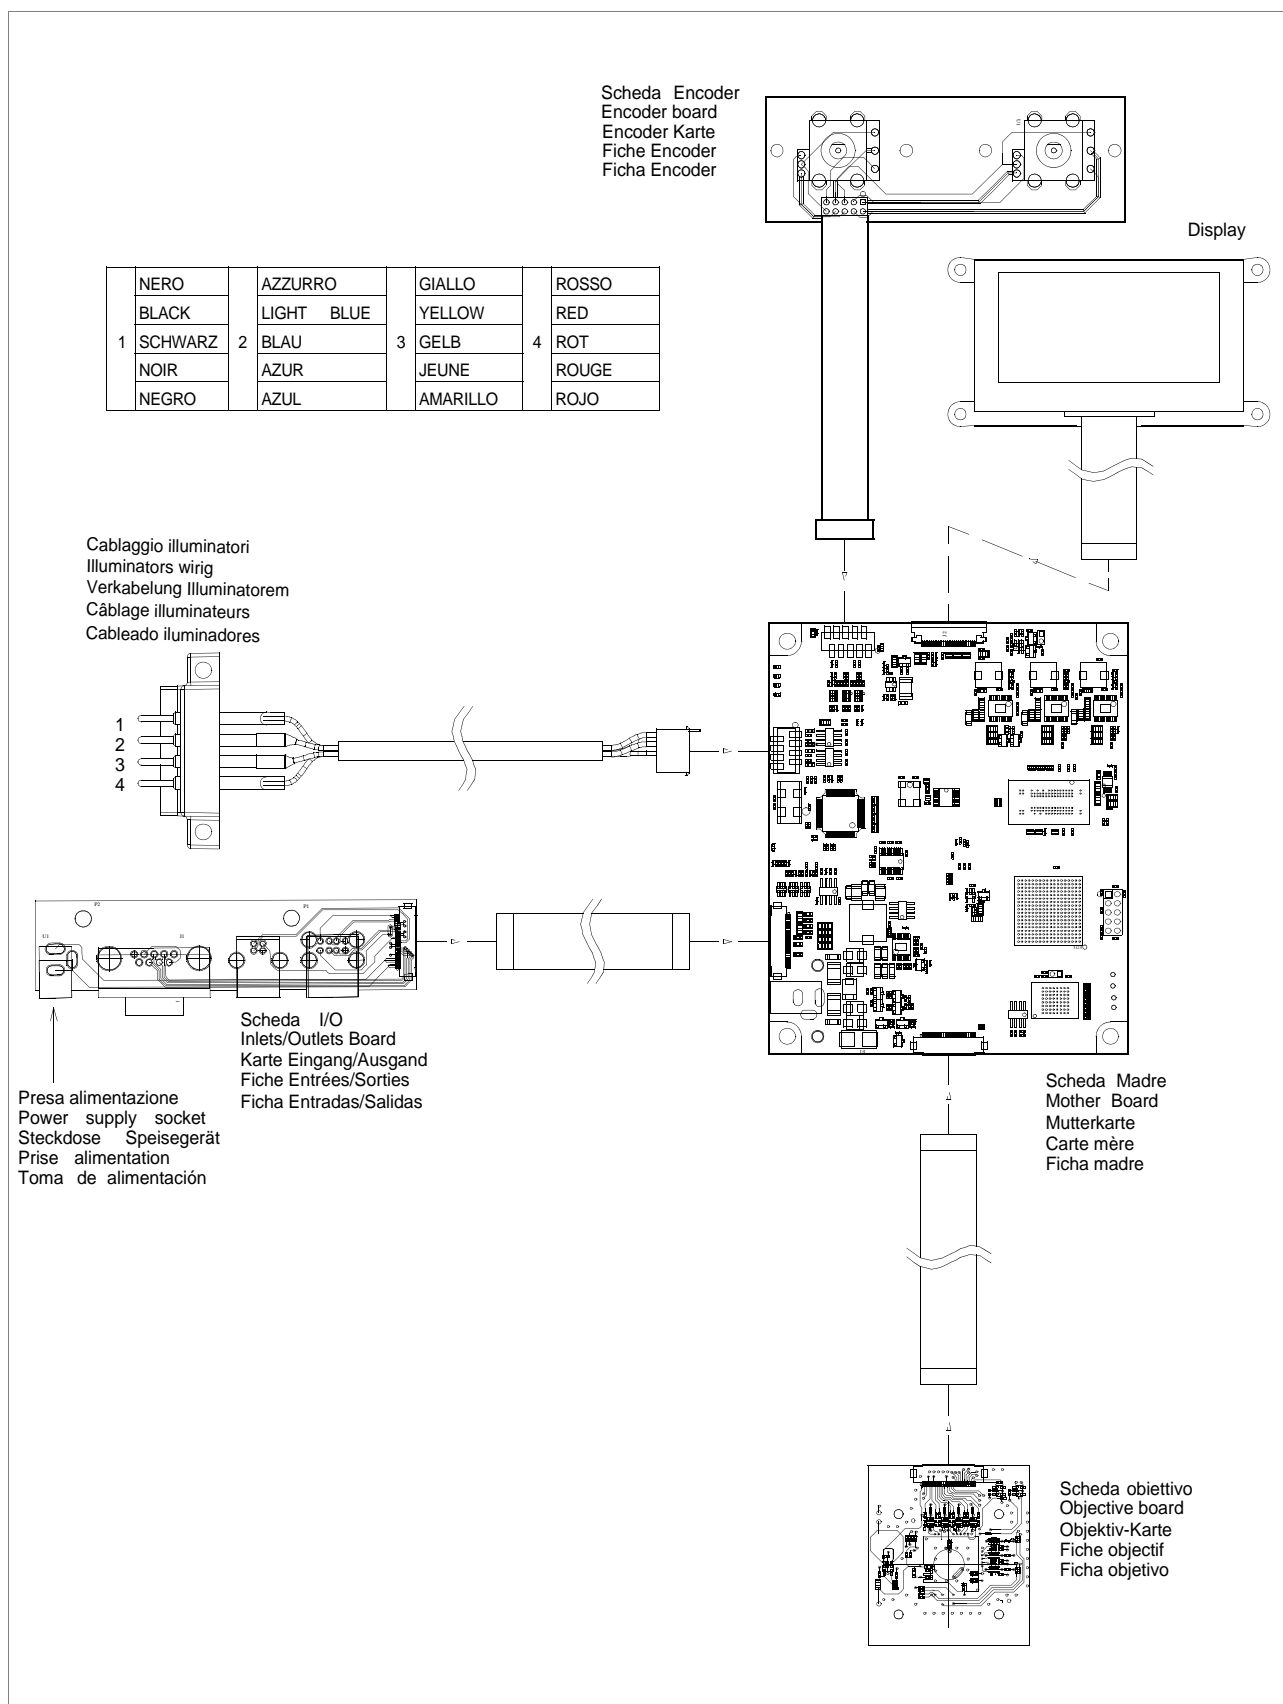 Scheda Encoder
Encoder board
Encoder Karte
Fiche Encoder
Ficha Encoder
Display
NERO AZZURRO GIALLO ROSSO
BLACK LIGHT BLUE YELLOW RED
1 SCHWARZ 2 BLAU 3 GELB 4 ROT
NOIR AZUR JEUNE ROUGE
NEGRO AZUL AMARILLO ROJO
Cablaggio illuminatori
Illuminators wirig
Verkabelung Illuminatorem
Câblage illuminateurs
Cableado iluminadores
1
2
3
4
P2 P1
U1 J1
Scheda I/O
Inlets/Outlets Board
Karte Eingang/Ausgand
Fiche Entrées/Sorties
Ficha Entradas/Salidas
Presa alimentazione
Power supply socket
Steckdose Speisegerät
Prise alimentation
Toma de alimentación
Scheda Madre
Mother Board
Mutterkarte
Carte mère
Ficha madre
Scheda obiettivo
Objective board
Objektiv-Karte
Fiche objectif
Ficha objetivo